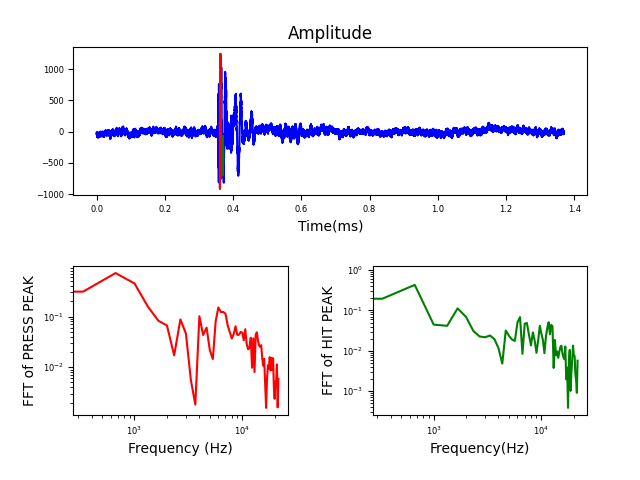 Amplitude
1000
500
0
−500
−1000
0.0 0.2 0.4 0.6 0.8 1.0 1.2 1.4
Time(ms)
FFT of PRESS PEAK
10⁻¹
10⁻²
10³ 10⁴
Frequency (Hz)
FFT of HIT PEAK
10⁰
10⁻¹
10⁻²
10⁻³
10³ 10⁴
Frequency(Hz)